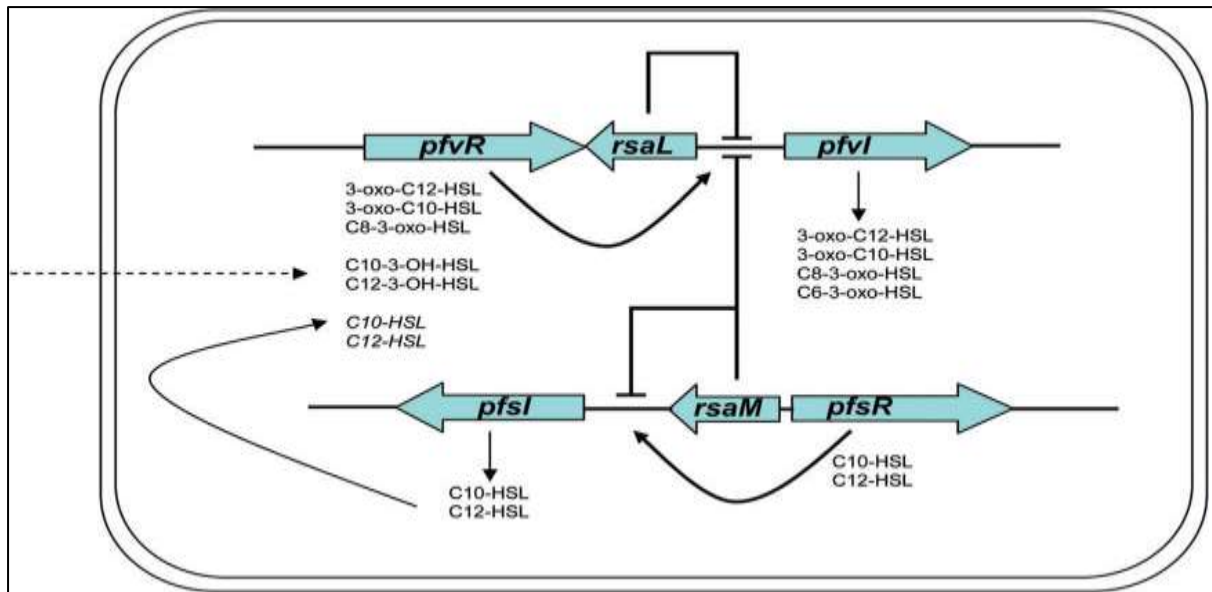 pfvR
rsaL
pfvI
3-oxo-C12-HSL
3-oxo-C10-HSL
C8-3-oxo-HSL
C10-3-OH-HSL
C12-3-OH-HSL
C10-HSL
C12-HSL
3-oxo-C12-HSL
3-oxo-C10-HSL
C8-3-oxo-HSL
C6-3-oxo-HSL
pfsI
rsaM
pfsR
C10-HSL
C12-HSL
C10-HSL
C12-HSL